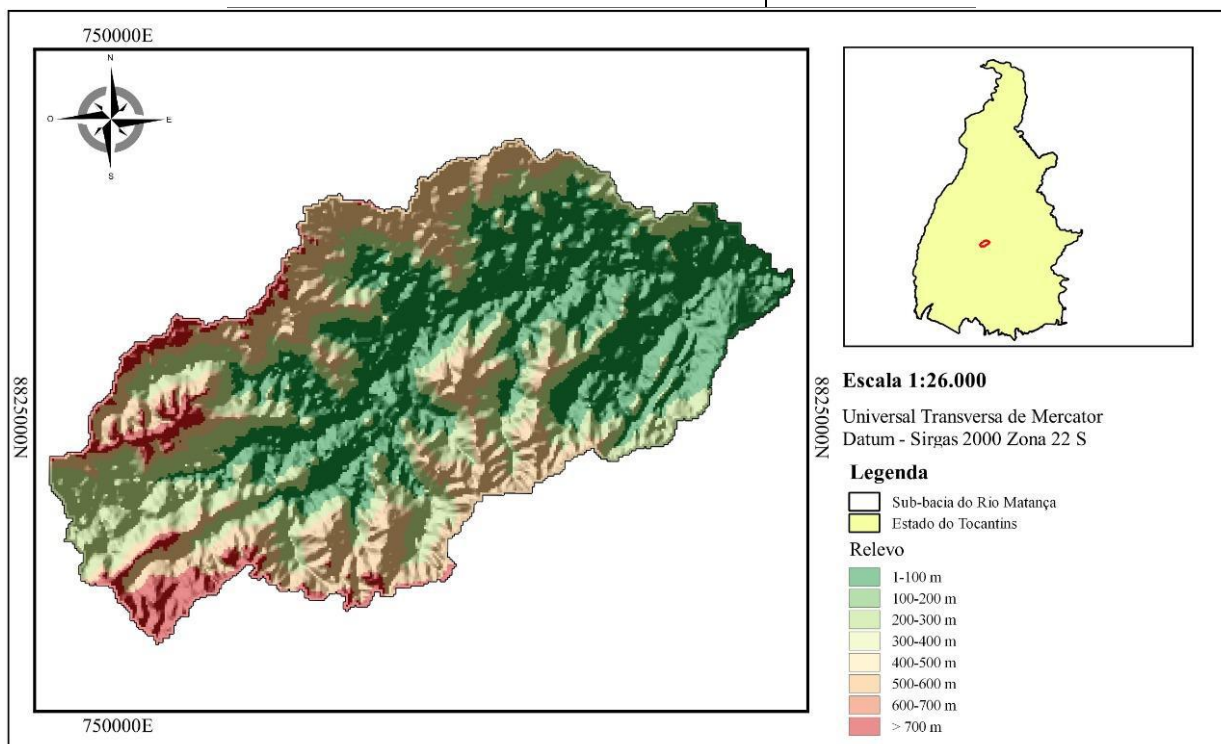 750000E
N
O
E
S
8825000N
8825000N
750000E
Escala 1:26.000
Universal Transversa de Mercator
Datum - Sirgas 2000 Zona 22 S
Legenda
Sub-bacia do Rio Matança
Estado do Tocantins
Relevo
1-100 m
100-200 m
200-300 m
300-400 m
400-500 m
500-600 m
600-700 m
> 700 m